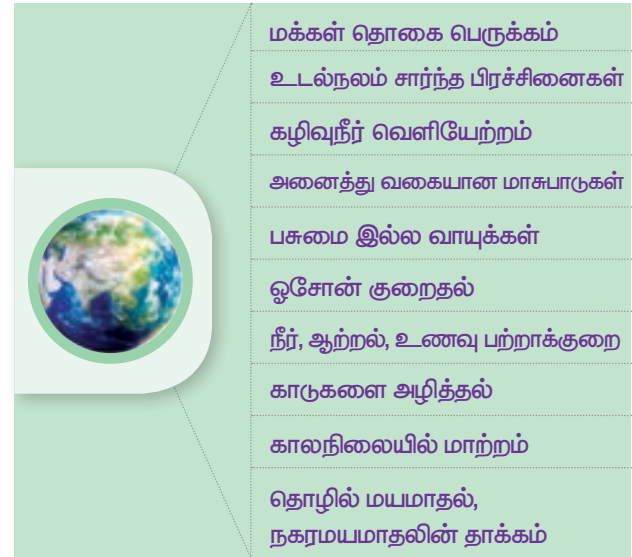 மக்கள் தொகை பெருக்கம்
உடல்நலம் சார்ந்த பிரச்சினைகள்
கழிவுநீர் வெளியேற்றம்
அனைத்து வகையான மாசுபாடுகள்
பசுமை இல்ல வாயுக்கள்
ஓசோன் குறைதல்
நீர், ஆற்றல், உணவு பற்றாக்குறை
காடுகளை அழித்தல்
காலநிலையில் மாற்றம்
தொழில் மயமாதல்,
நகரமயமாதலின் தாக்கம்